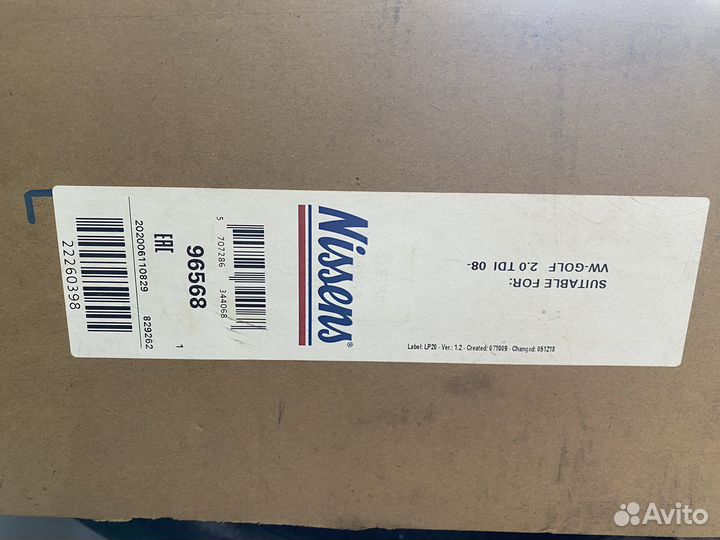 Nissens®
SUITABLE FOR:
VW-GOLF 2.0 TDI 08-
Label: LP20 - Ver.: 1.2 - Created: 071009 - Changed: 051218
5 707286 344068
96568
EAC
1
202006110829 829262
22260398
Avito